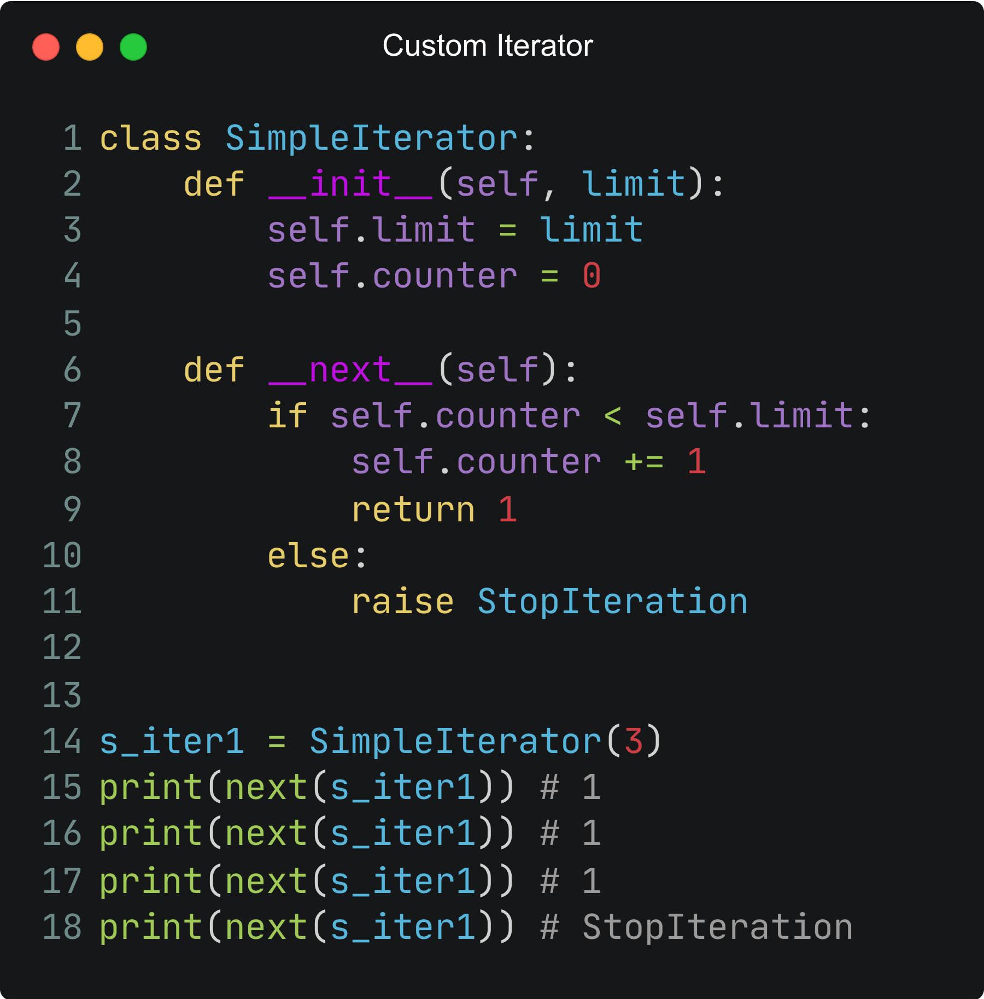 Custom Iterator
1 class SimpleIterator:
2     def __init__(self, limit):
3         self.limit = limit
4         self.counter = 0
5
6     def __next__(self):
7         if self.counter < self.limit:
8             self.counter += 1
9             return 1
10         else:
11             raise StopIteration
12
13
14 s_iter1 = SimpleIterator(3)
15 print(next(s_iter1)) # 1
16 print(next(s_iter1)) # 1
17 print(next(s_iter1)) # 1
18 print(next(s_iter1)) # StopIteration